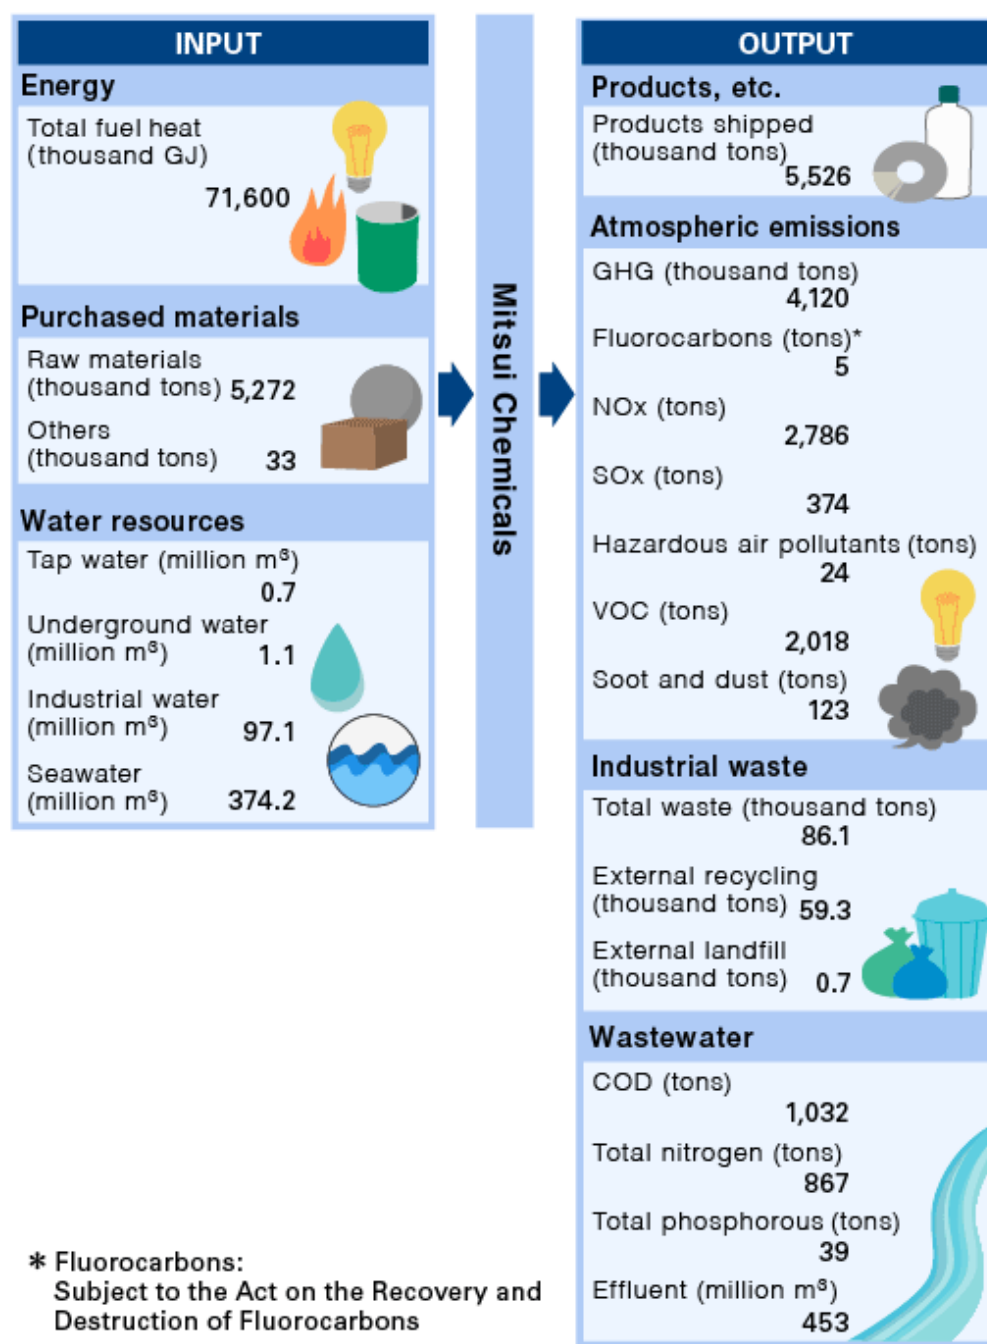 INPUT
Energy
Total fuel heat
(thousand GJ)
71,600
Purchased materials
Raw materials
(thousand tons) 5,272
Others
(thousand tons) 33
Water resources
Tap water (million m³)
0.7
Underground water
(million m³) 1.1
Industrial water
(million m³) 97.1
Seawater
(million m³) 374.2
Mitsui Chemicals
OUTPUT
Products, etc.
Products shipped
(thousand tons)
5,526
Atmospheric emissions
GHG (thousand tons)
4,120
Fluorocarbons (tons)*
5
NOx (tons)
2,786
SOx (tons)
374
Hazardous air pollutants (tons)
24
VOC (tons)
2,018
Soot and dust (tons)
123
Industrial waste
Total waste (thousand tons)
86.1
External recycling
(thousand tons) 59.3
External landfill
(thousand tons) 0.7
Wastewater
COD (tons)
1,032
Total nitrogen (tons)
867
Total phosphorous (tons)
39
Effluent (million m³)
453
* Fluorocarbons:
Subject to the Act on the Recovery and
Destruction of Fluorocarbons